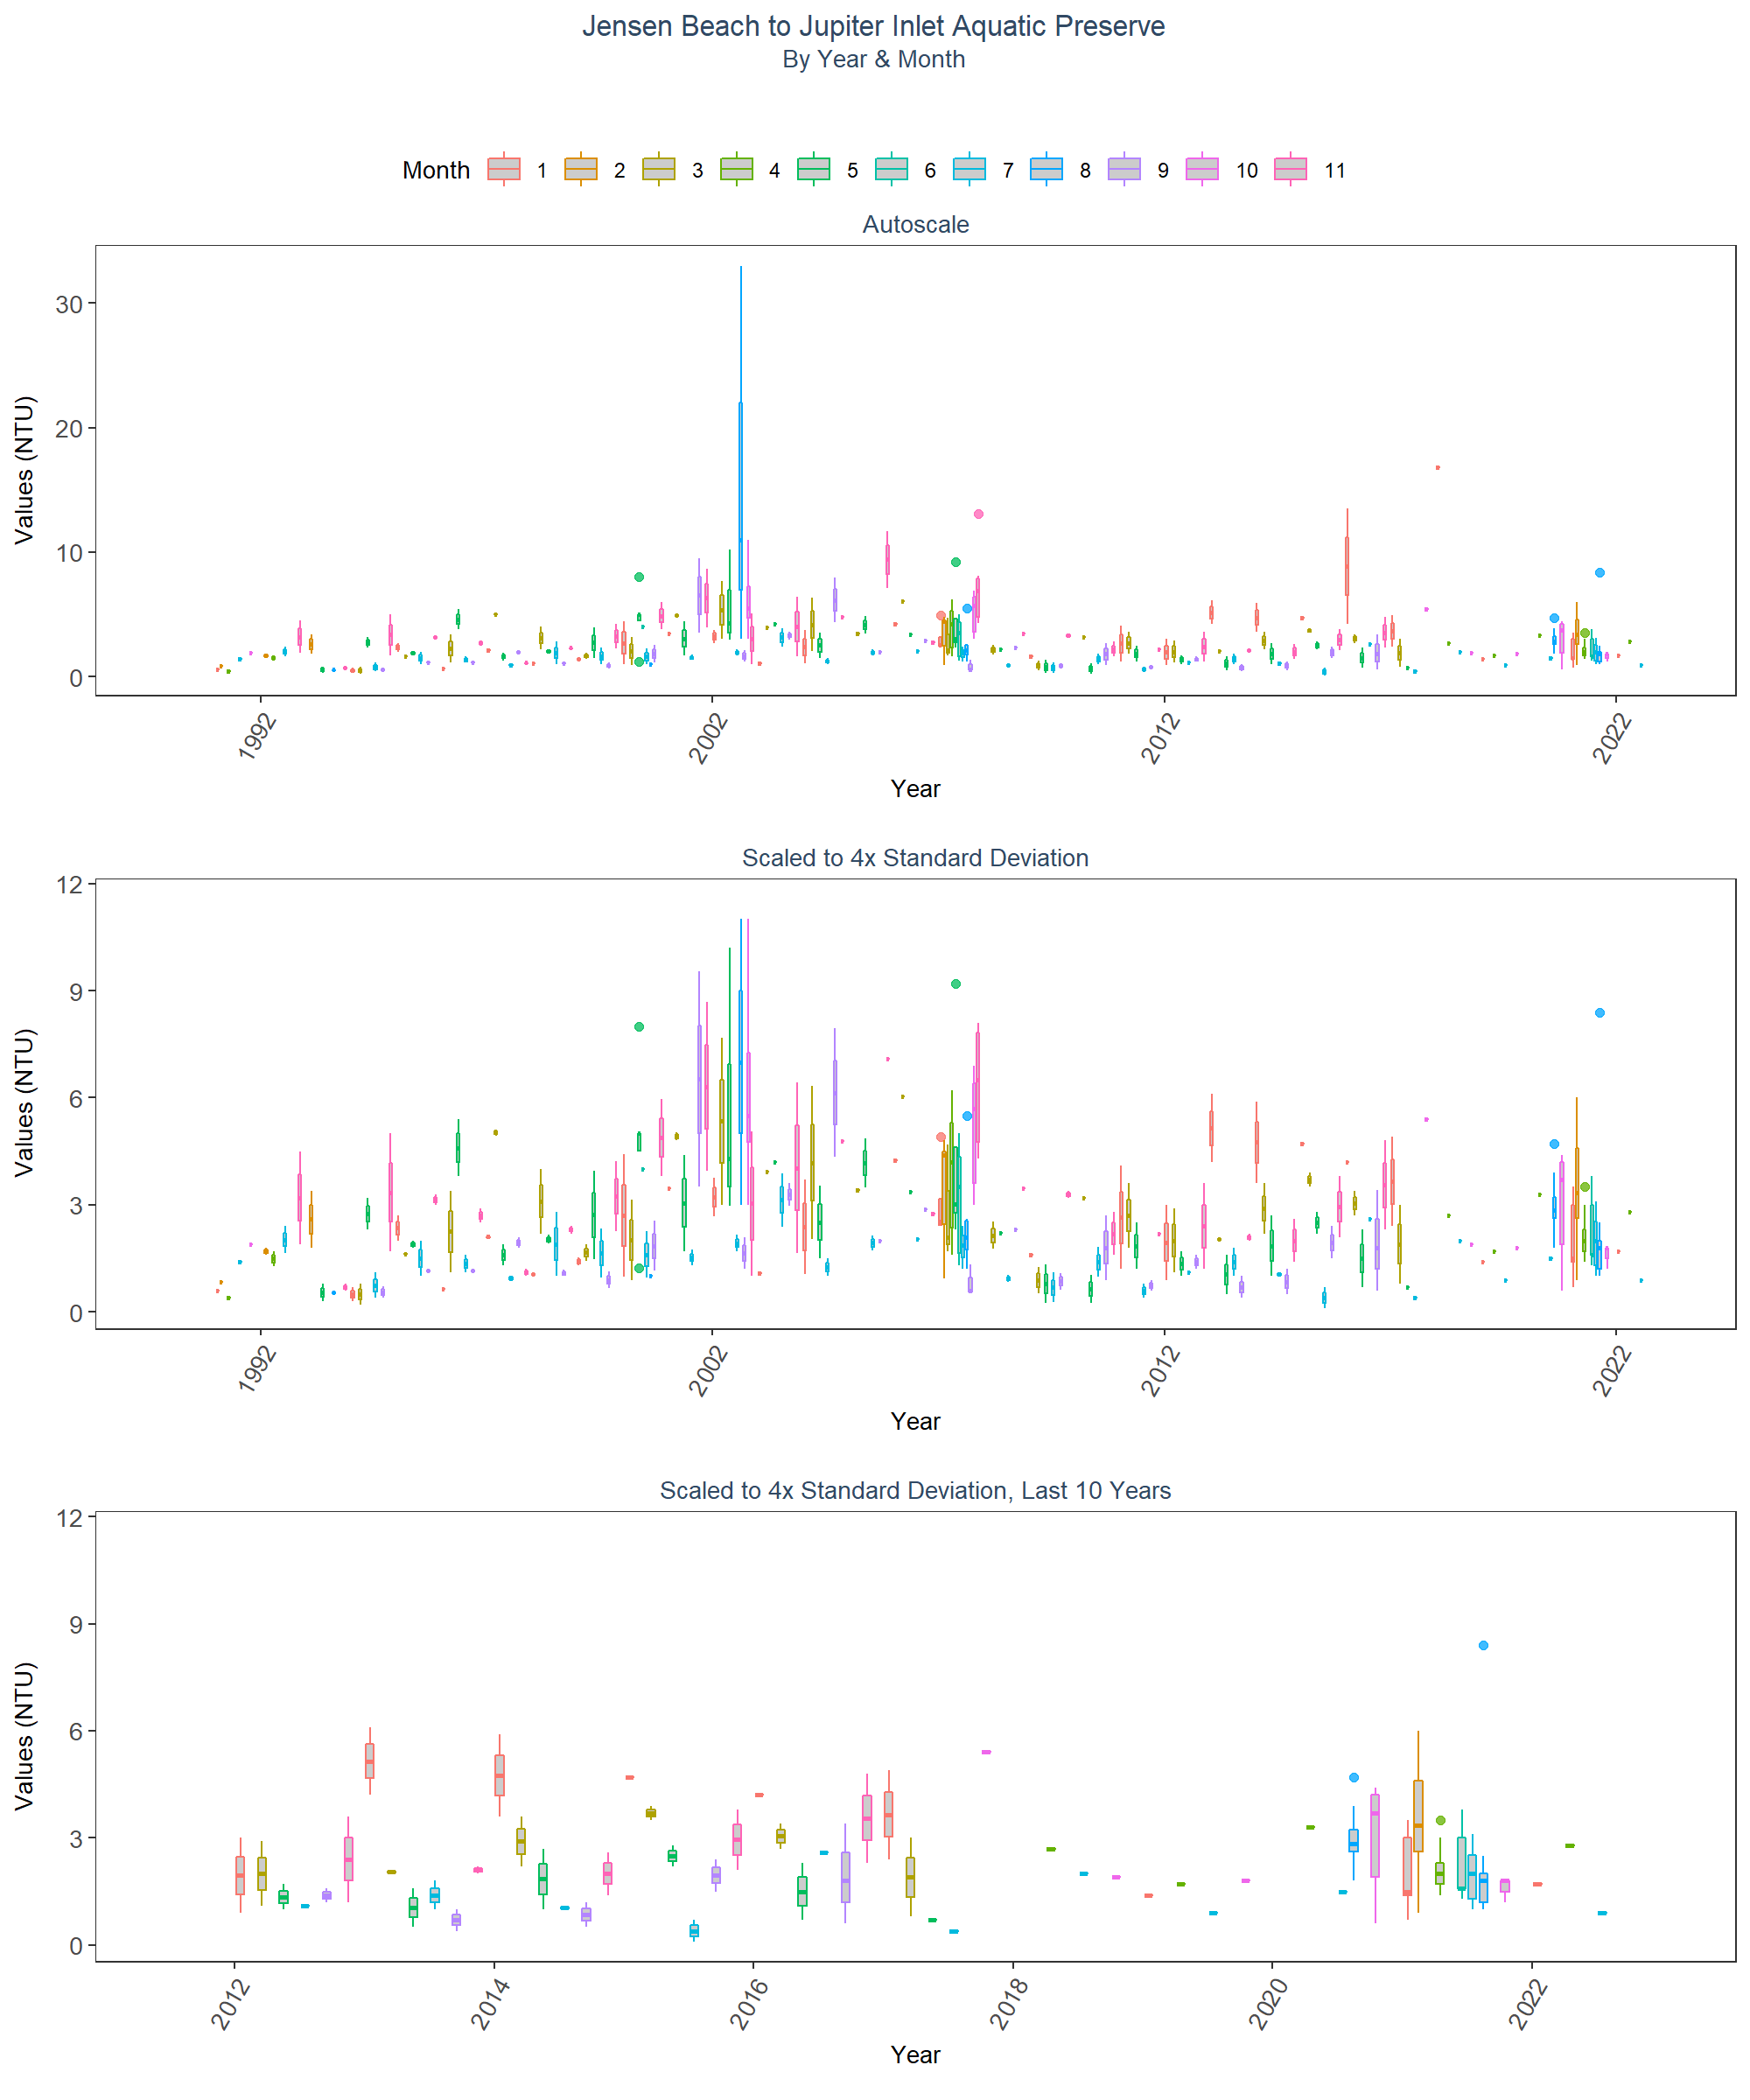 Jensen Beach to Jupiter Inlet Aquatic Preserve
By Year & Month
Month 1 2 3 4 5 6 7 8 9 10 11
Autoscale
30
20
10
0
Values (NTU)
1992 2002 2012 2022
Year
Scaled to 4x Standard Deviation
12
9
6
3
0
Values (NTU)
1992 2002 2012 2022
Year
Scaled to 4x Standard Deviation, Last 10 Years
12
9
6
3
0
Values (NTU)
2012 2014 2016 2018 2020 2022
Year